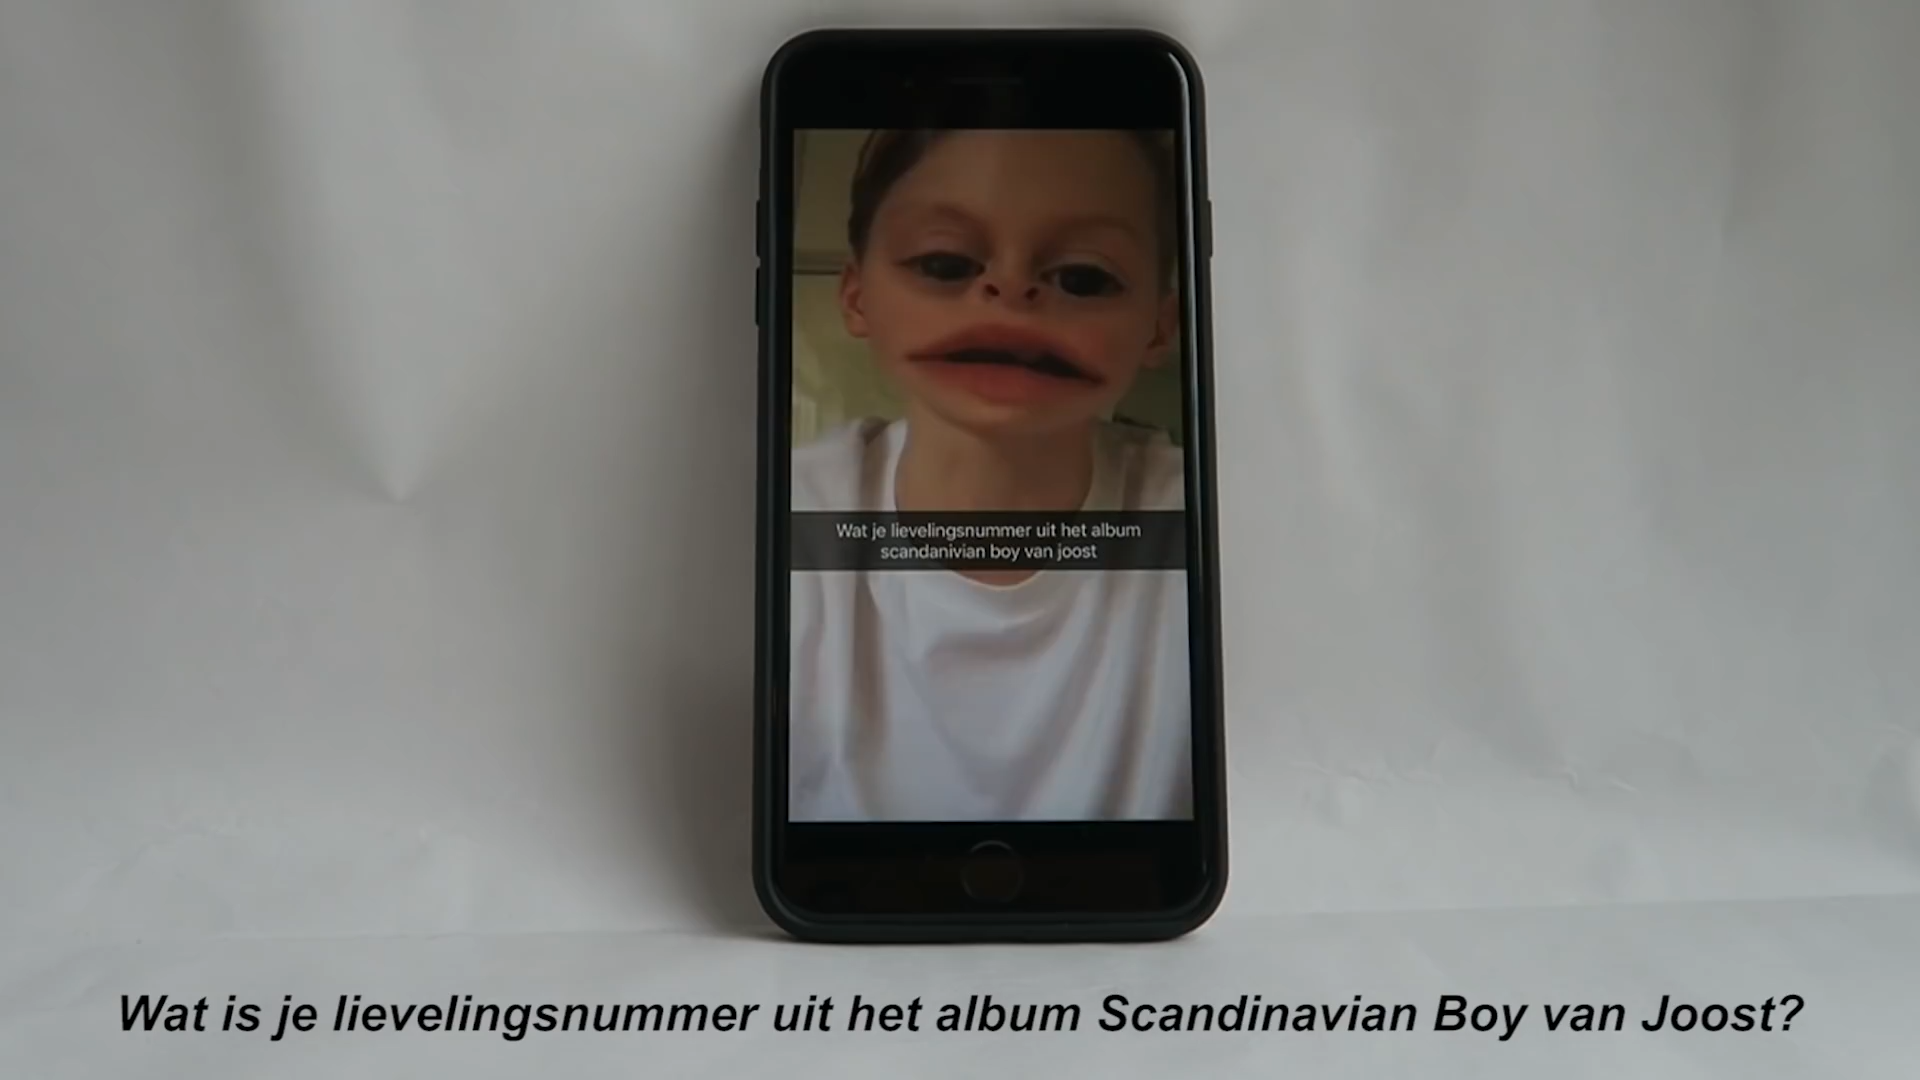 Wat je lievelingsnummer uit het album
scandanivian boy van joost
Wat is je lievelingsnummer uit het album Scandinavian Boy van Joost?